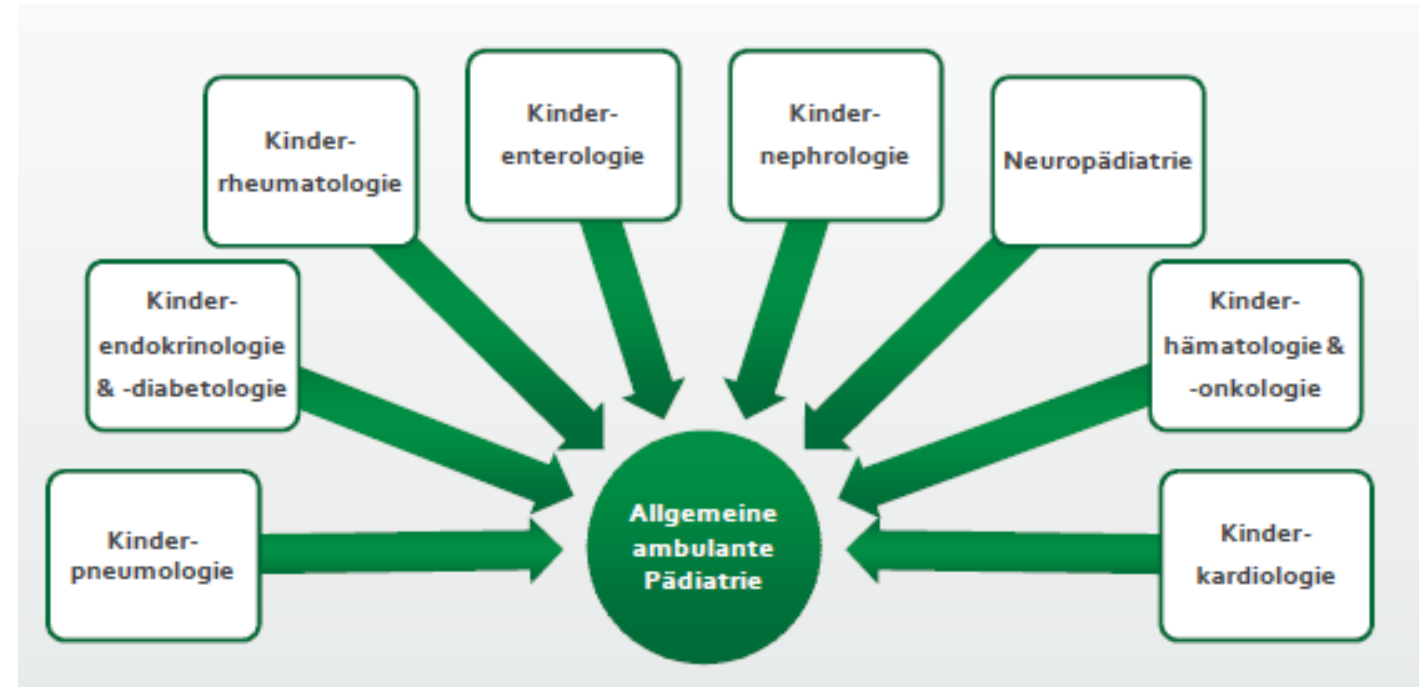 Kinder-
enterologie
Kinder-
nephrologie
Kinder-
rheumatologie
Neuropädiatrie
Kinder-
endokrinologie
& -diabetologie
Kinder-
hämatologie &
-onkologie
Kinder-
pneumologie
Allgemeine
ambulante
Pädiatrie
Kinder-
kardiologie